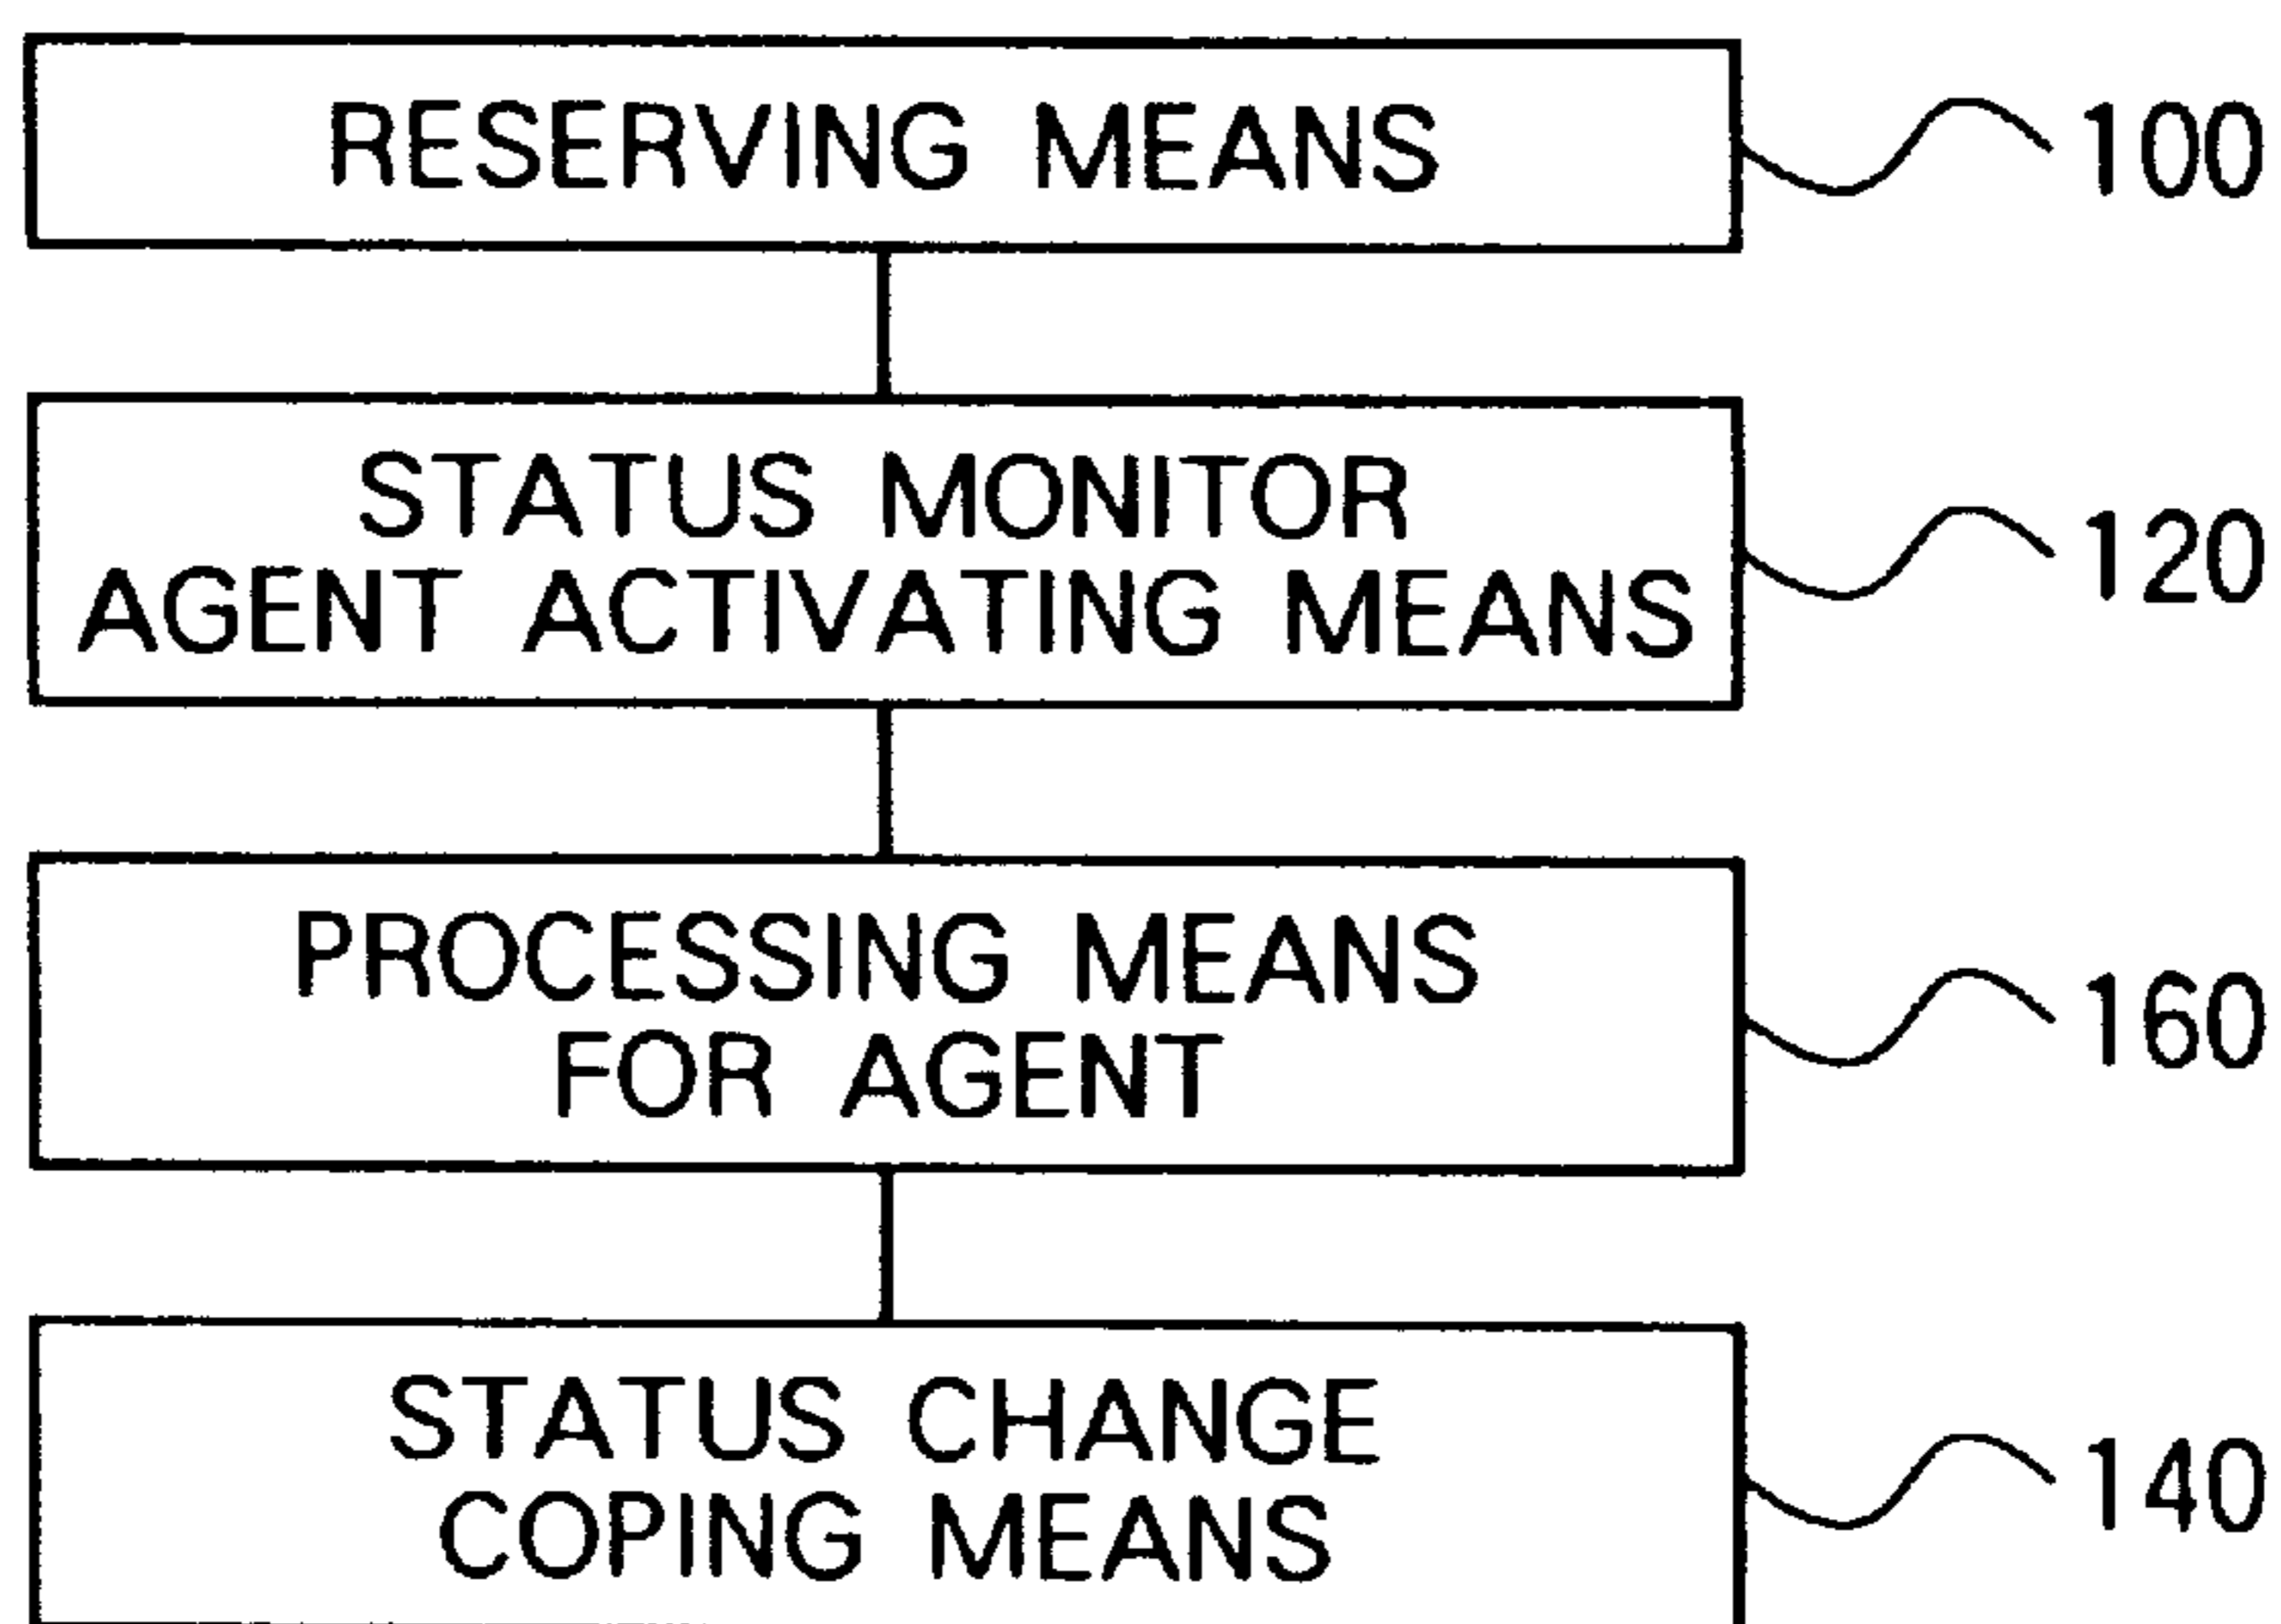 RESERVING MEANS
100
STATUS MONITOR
AGENT ACTIVATING MEANS
120
PROCESSING MEANS
FOR AGENT
160
STATUS CHANGE
COPING MEANS
140